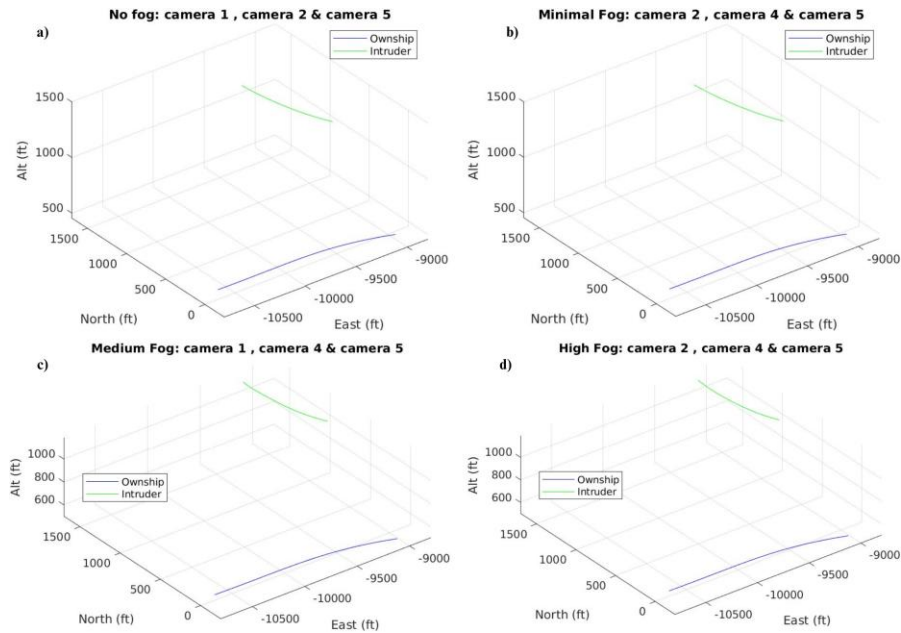 No fog: camera 1 , camera 2 & camera 5
a)
Ownship
Intruder
1500
1000
500
Alt (ft)
1500
1000
500
0
North (ft)
-10500
-10000
-9500
-9000
East (ft)
Minimal Fog: camera 2 , camera 4 & camera 5
b)
Ownship
Intruder
1500
1000
500
Alt (ft)
1500
1000
500
0
North (ft)
-10500
-10000
-9500
-9000
East (ft)
Medium Fog: camera 1 , camera 4 & camera 5
c)
1000
800
600
Alt (ft)
Ownship
Intruder
1500
1000
500
0
North (ft)
-10500
-10000
-9500
-9000
East (ft)
High Fog: camera 2 , camera 4 & camera 5
d)
1000
800
600
Alt (ft)
Ownship
Intruder
1500
1000
500
0
North (ft)
-10500
-10000
-9500
-9000
East (ft)